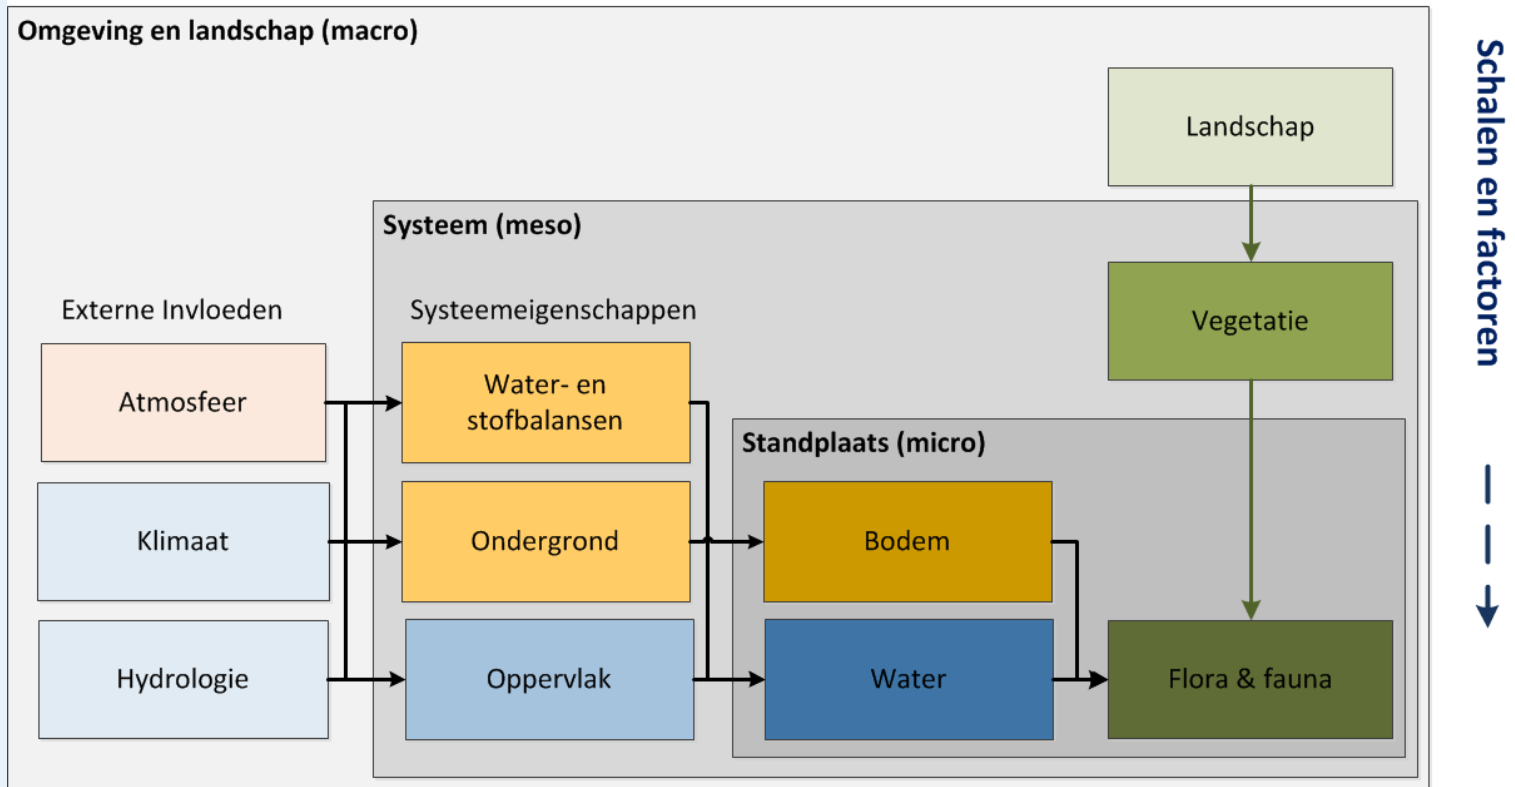 Omgeving en landschap (macro)
Landschap
Systeem (meso)
Vegetatie
Externe Invloeden
Systeemeigenschappen
Atmosfeer
Water- en
stofbalansen
Standplaats (micro)
Klimaat
Ondergrond
Bodem
Hydrologie
Oppervlak
Water
Flora & fauna
Schalen en factoren